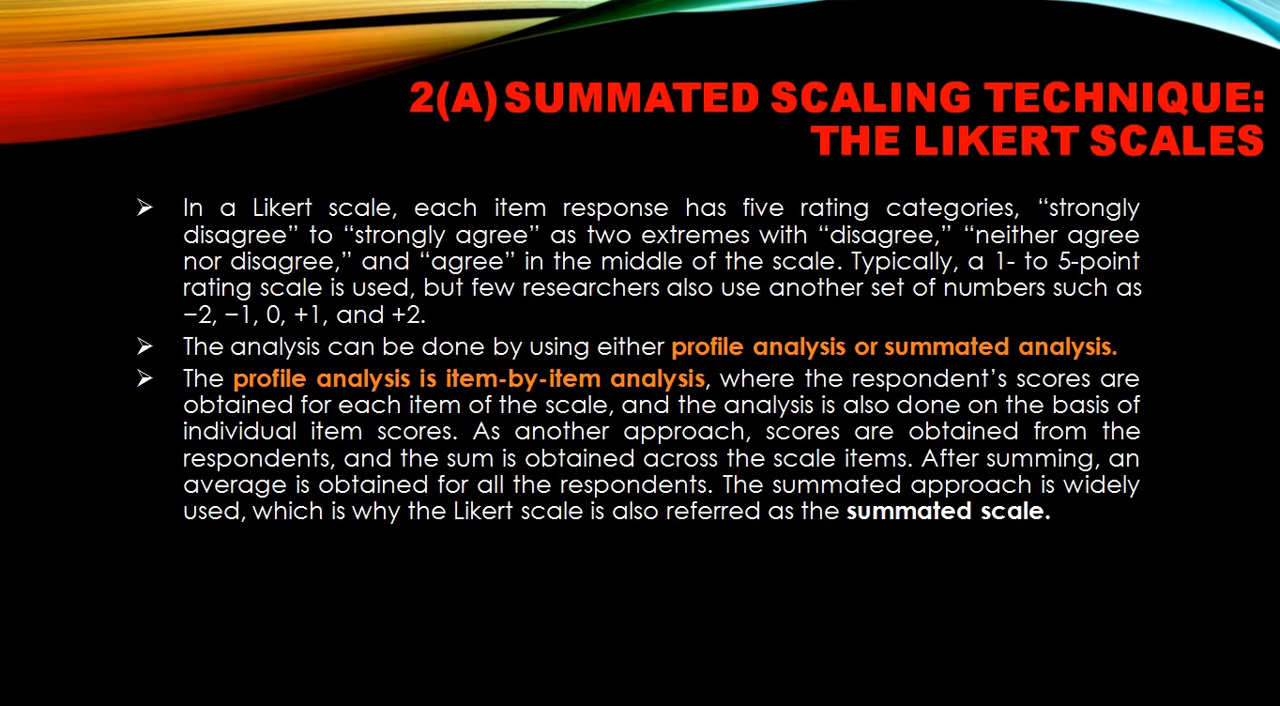 2(A) SUMMATED SCALING TECHNIQUE:
THE LIKERT SCALES
➢ In a Likert scale, each item response has five rating categories, “strongly
disagree” to “strongly agree” as two extremes with “disagree,” “neither agree
nor disagree,” and “agree” in the middle of the scale. Typically, a 1- to 5-point
rating scale is used, but few researchers also use another set of numbers such as
−2, −1, 0, +1, and +2.
➢ The analysis can be done by using either profile analysis or summated analysis.
➢ The profile analysis is item-by-item analysis, where the respondent’s scores are
obtained for each item of the scale, and the analysis is also done on the basis of
individual item scores. As another approach, scores are obtained from the
respondents, and the sum is obtained across the scale items. After summing, an
average is obtained for all the respondents. The summated approach is widely
used, which is why the Likert scale is also referred as the summated scale.